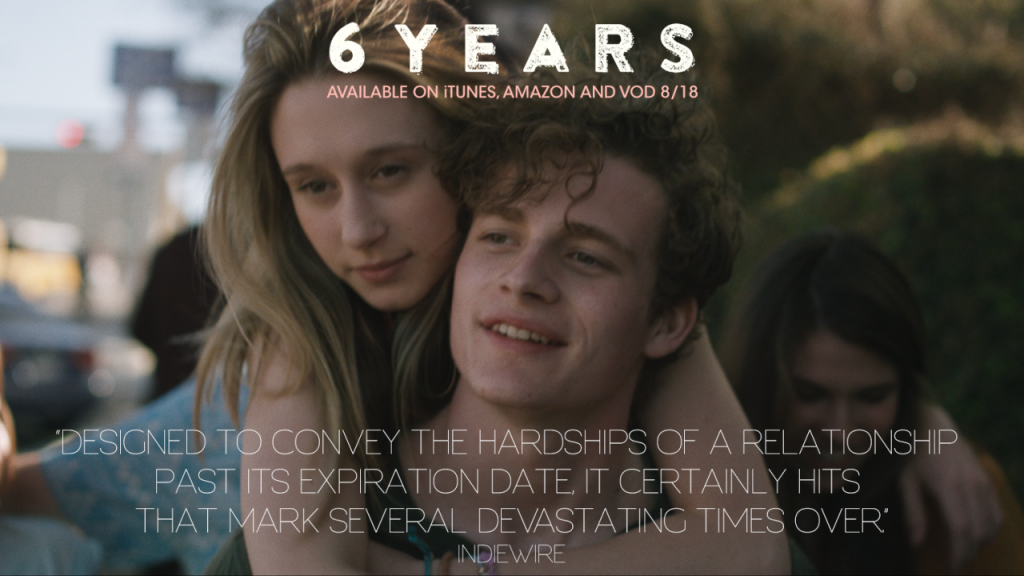 6 YEARS
AVAILABLE ON iTUNES, AMAZON AND VOD 8/18
"DESIGNED TO CONVEY THE HARDSHIPS OF A RELATIONSHIP
PAST ITS EXPIRATION DATE, IT CERTAINLY HITS
THAT MARK SEVERAL DEVASTATING TIMES OVER"
INDIEWIRE